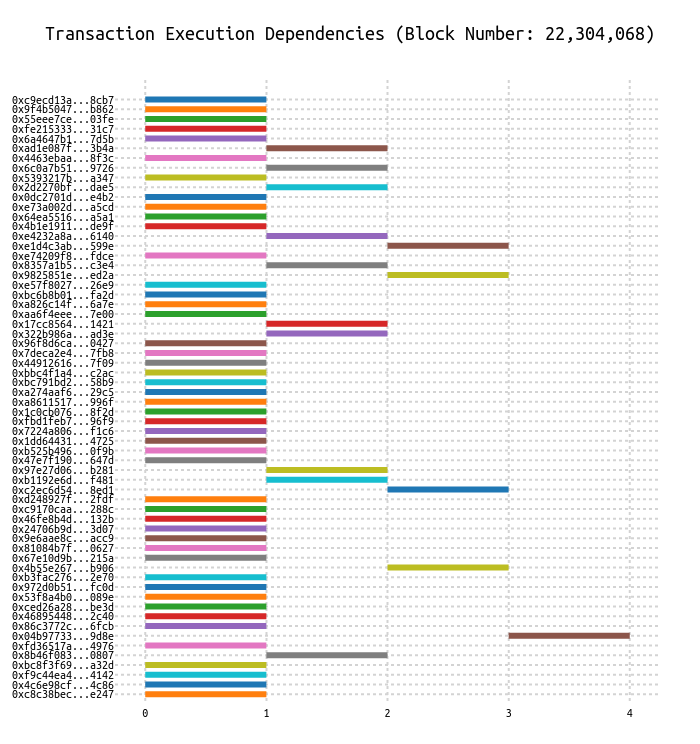 Transaction Execution Dependencies (Block Number: 22,304,068)
0xc9ecd13a...8cb7
0x9f4b5047...b862
0x55eee7ce...03fe
0xfe215333...31c7
0x6a4647b1...7d5b
0xad1e087f...3b4a
0x4463ebaa...8f3c
0x6c0a7b51...9726
0x5393217b...a347
0x2d2270bf...dae5
0x0dc2701d...e4b2
0xe73a002d...a5cd
0x64ea5516...a5a1
0x4b1e1911...de9f
0xe4232a8a...6140
0xe1d4c3ab...599e
0xe74209f8...fdce
0x8357a1b5...c3e4
0x9825851e...ed2a
0xe57f8027...26e9
0xbc6b8b01...fa2d
0xa826c14f...6a7e
0xaa6f4eee...7e00
0x17cc8564...1421
0x322b986a...ad3e
0x96f8d6ca...0427
0x7deca2e4...7fb8
0x44912616...7f09
0xbbc4f1a4...c2ac
0xbc791bd2...58b9
0xa274aaf6...29c5
0xa8611517...996f
0x1c0cb076...8f2d
0xfbd1feb7...96f9
0x7224a806...f1c6
0x1dd64431...4725
0xb525b496...0f9b
0x47e7f190...647d
0x97e27d06...b281
0xb1192e6d...f481
0xc2ec6d54...8ed1
0xd248927f...2fdf
0xc9170caa...288c
0x46fe8b4d...132b
0x24706b9d...3d07
0x9e6aae8c...acc9
0x81084b7f...0627
0x67e10d9b...215a
0x4b55e267...b906
0xb3fac276...2e70
0x972d0b51...fc0d
0x53f8a4b0...089e
0xced26a28...be3d
0x46895448...2c40
0x86c3772c...6fcb
0x04b97733...9d8e
0xfd36517a...4976
0x8b46f083...0807
0xbc8f3f69...a32d
0xf9c44ea4...4142
0x4c6e98cf...4c86
0xc8c38bec...e247
0 1 2 3 4